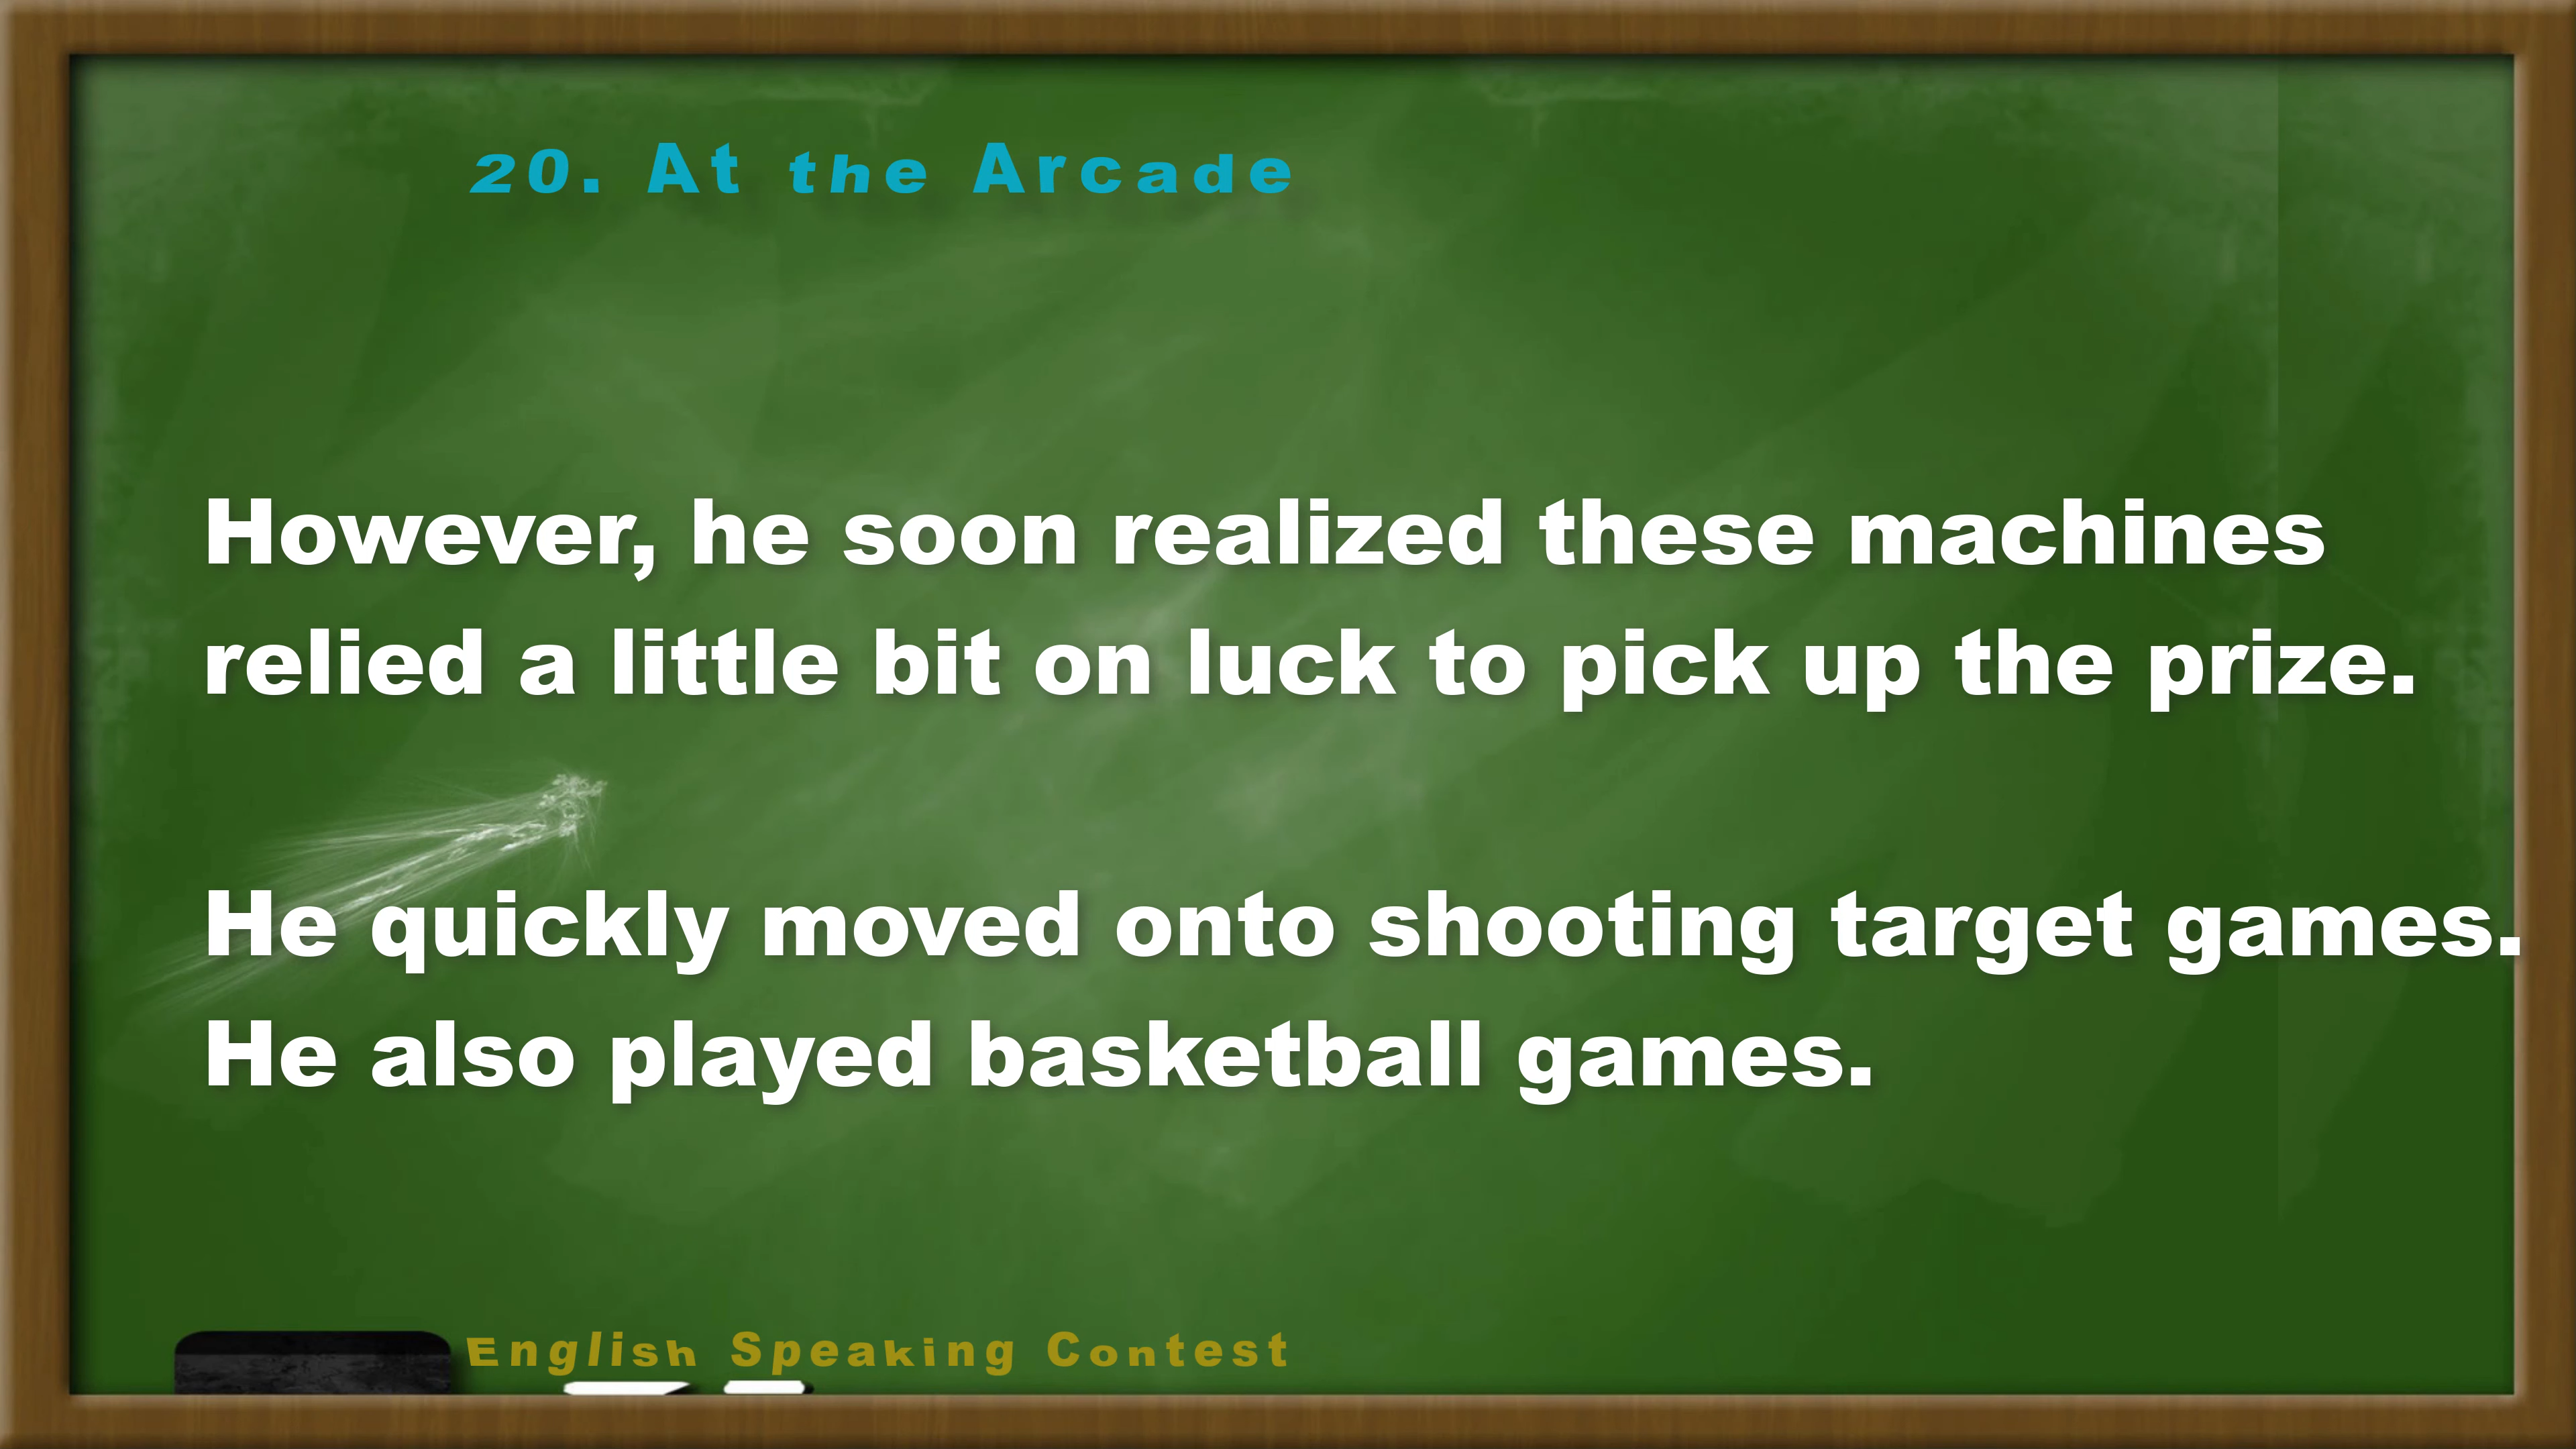 20. At the Arcade
However, he soon realized these machines
relied a little bit on luck to pick up the prize.
He quickly moved onto shooting target games.
He also played basketball games.
English Speaking Contest